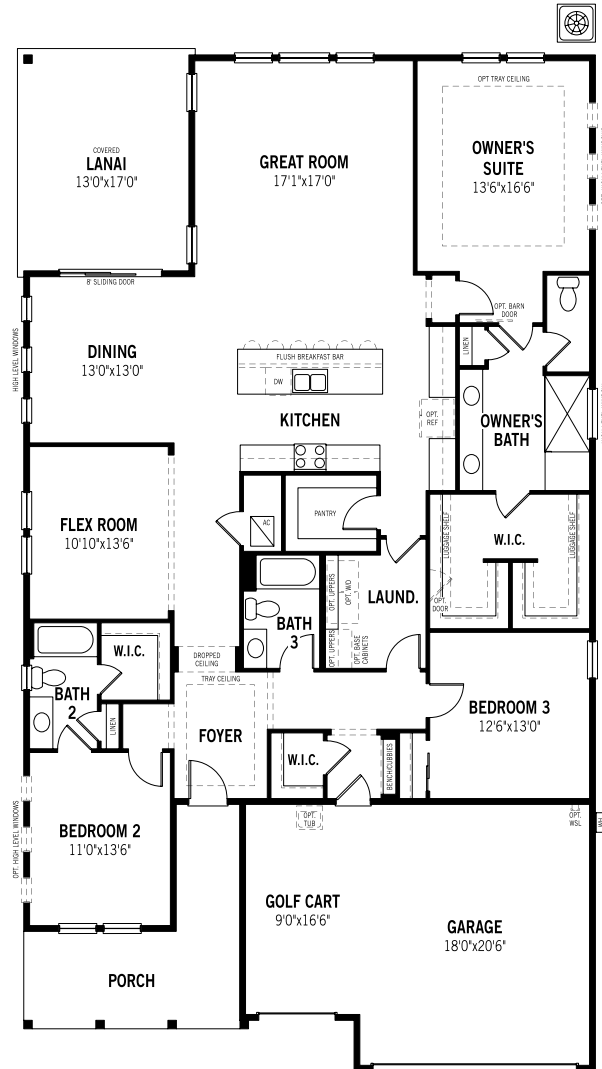 OPT TRAY CEILING
COVERED
LANAI
13'0"x17'0"
GREAT ROOM
17'1"x17'0"
OWNER'S
SUITE
13'6"x16'6"
8' SLIDING DOOR
OPT. BARN
DOOR
HIGH LEVEL WINDOWS
DINING
13'0"x13'0"
FLUSH BREAKFAST BAR
DW
LINEN
KITCHEN
OPT.
REF
OWNER'S
BATH
FLEX ROOM
10'10"x13'6"
AC
PANTRY
LUGGAGE SHELF
W.I.C.
LUGGAGE SHELF
OPT. UPPERS
OPT. W/D
LAUND.
OPT.
DOOR
BATH
3
OPT. UPPERS
OPT. BASE
CABINETS
W.I.C.
DROPPED
CEILING
TRAY CEILING
BATH
2
LINEN
FOYER
W.I.C.
BENCH/CUBBIES
BEDROOM 3
12'6"x13'0"
OPT. HIGH LEVEL WINDOWS
BEDROOM 2
11'0"x13'6"
OPT.
TUB
OPT.
WSL
WH
GOLF CART
9'0"x16'6"
GARAGE
18'0"x20'6"
PORCH